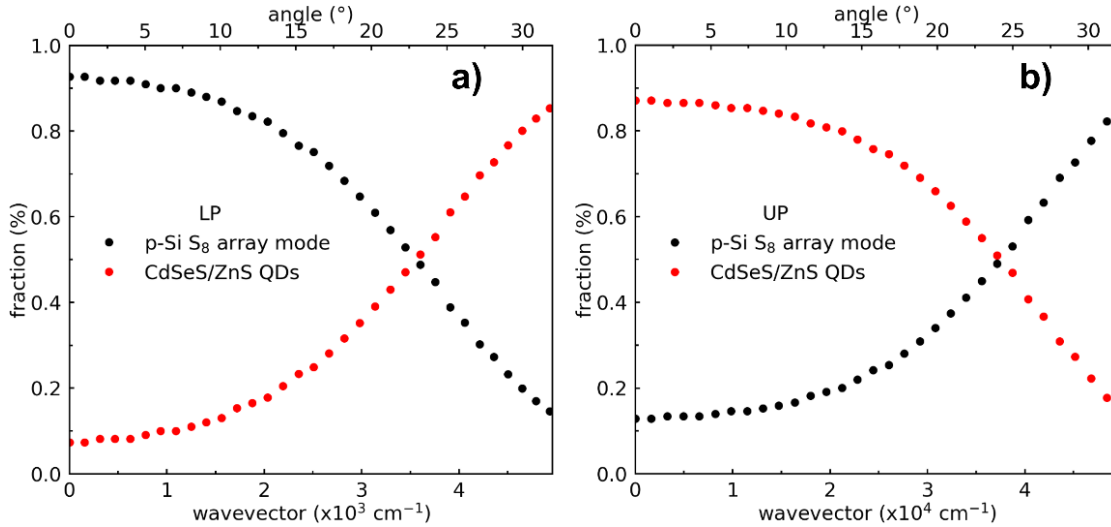 angle (°)
0 5 10 15 20 25 30
1.0
0.8
0.6
0.4
0.2
0.0
fraction (%)
a)
LP
p-Si S₈ array mode
CdSeS/ZnS QDs
0 1 2 3 4
wavevector (x10³ cm⁻¹)
angle (°)
0 5 10 15 20 25 30
1.0
0.8
0.6
0.4
0.2
0.0
fraction (%)
b)
UP
p-Si S₈ array mode
CdSeS/ZnS QDs
0 1 2 3 4
wavevector (x10⁴ cm⁻¹)